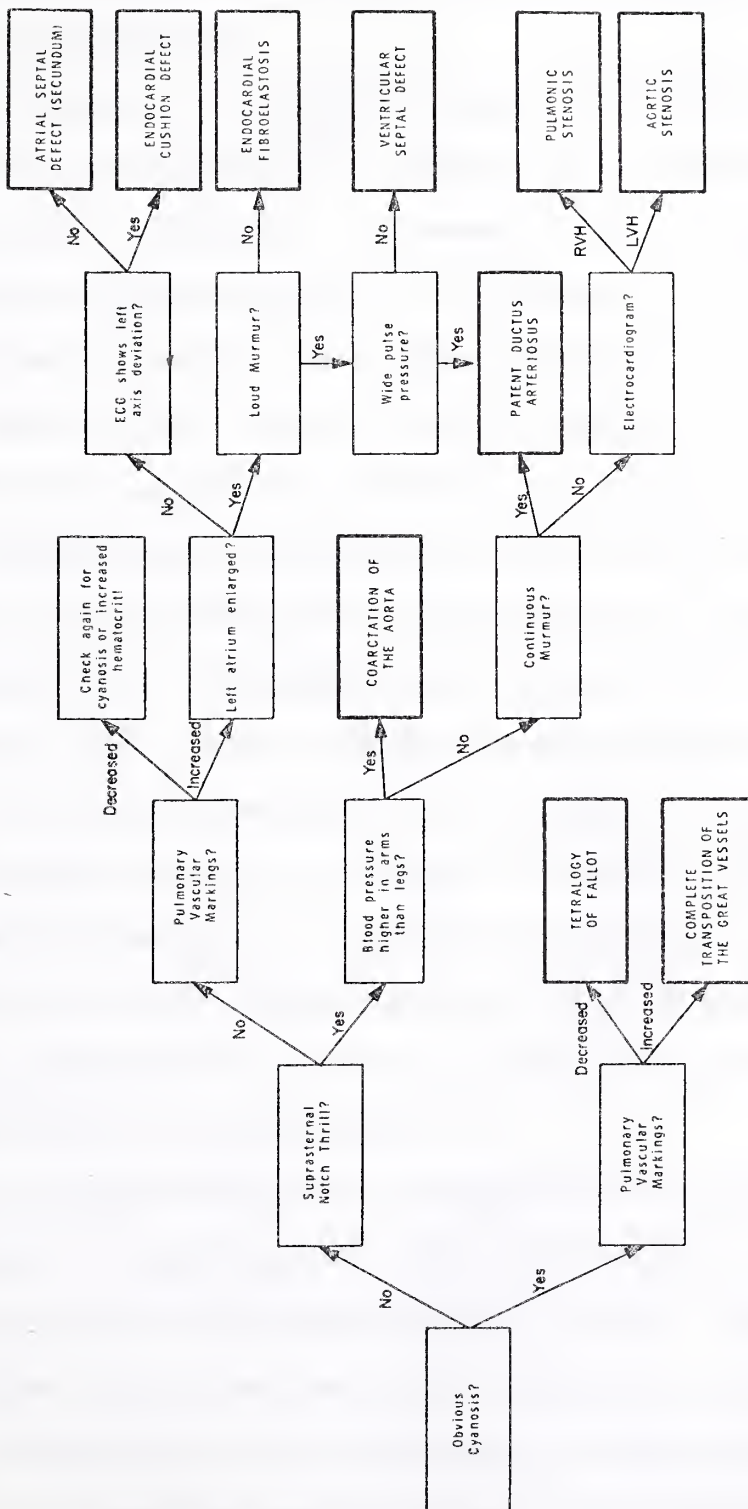 Obvious
Cyanosis?
No
Yes
Suprasternal
Notch Thrill?
No
Yes
Pulmonary
Vascular
Markings?
Decreased
Increased
Pulmonary
Vascular
Markings?
Decreased
Increased
Blood pressure
higher in arms
than legs?
Yes
No
TETRALOGY
OF FALLOT
COMPLETE
TRANSPOSITION OF
THE GREAT VESSELS
Check again for
cyanosis or increased
hematocrit!
Left atrium enlarged?
No
Yes
COARCTATION OF
THE AORTA
Continuous
Murmur?
Yes
No
ECG shows left
axis deviation?
No
Yes
Loud Murmur?
No
Yes
Wide pulse
pressure?
No
Yes
PATENT DUCTUS
ARTERIOSUS
Electrocardiogram?
RVH
LVH
ATRIAL SEPTAL
DEFECT (SECUNDUM)
ENDOCARDIAL
CUSHION DEFECT
ENDOCARDIAL
FIBROELASTOSIS
VENTRICULAR
SEPTAL DEFECT
PULMONIC
STENOSIS
AORTIC
STENOSIS